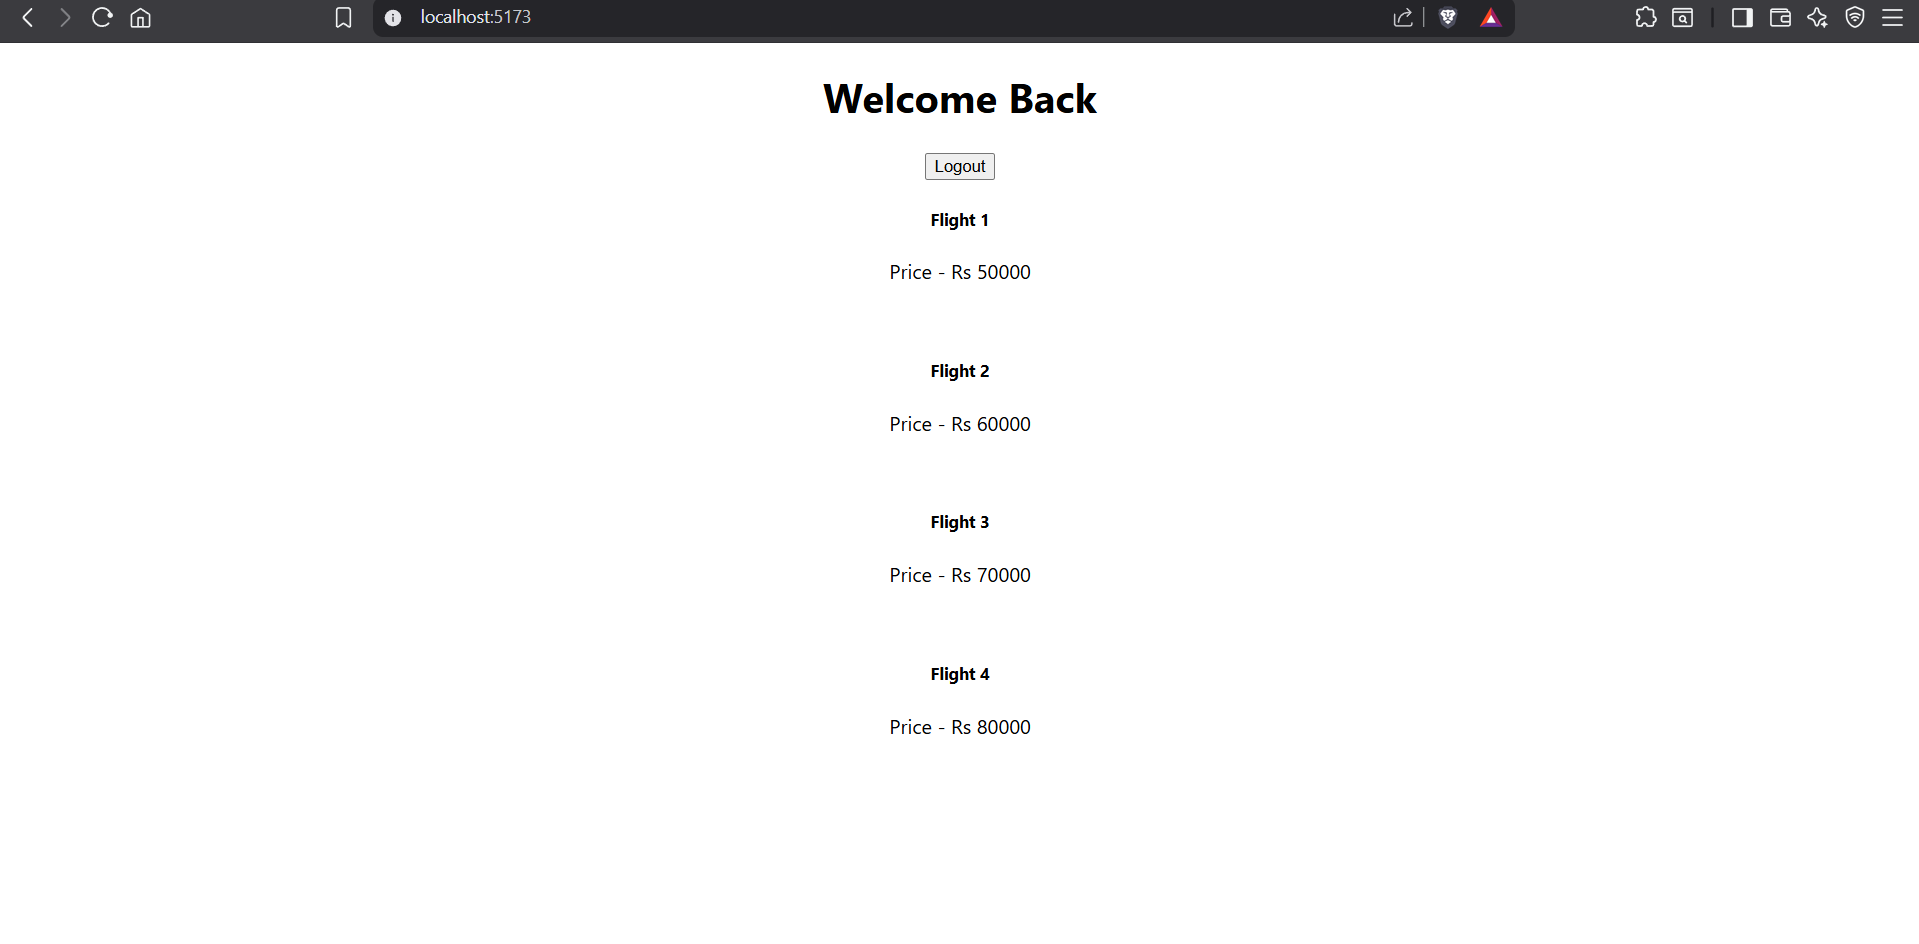 localhost:5173
Welcome Back
Logout
Flight 1
Price - Rs 50000
Flight 2
Price - Rs 60000
Flight 3
Price - Rs 70000
Flight 4
Price - Rs 80000